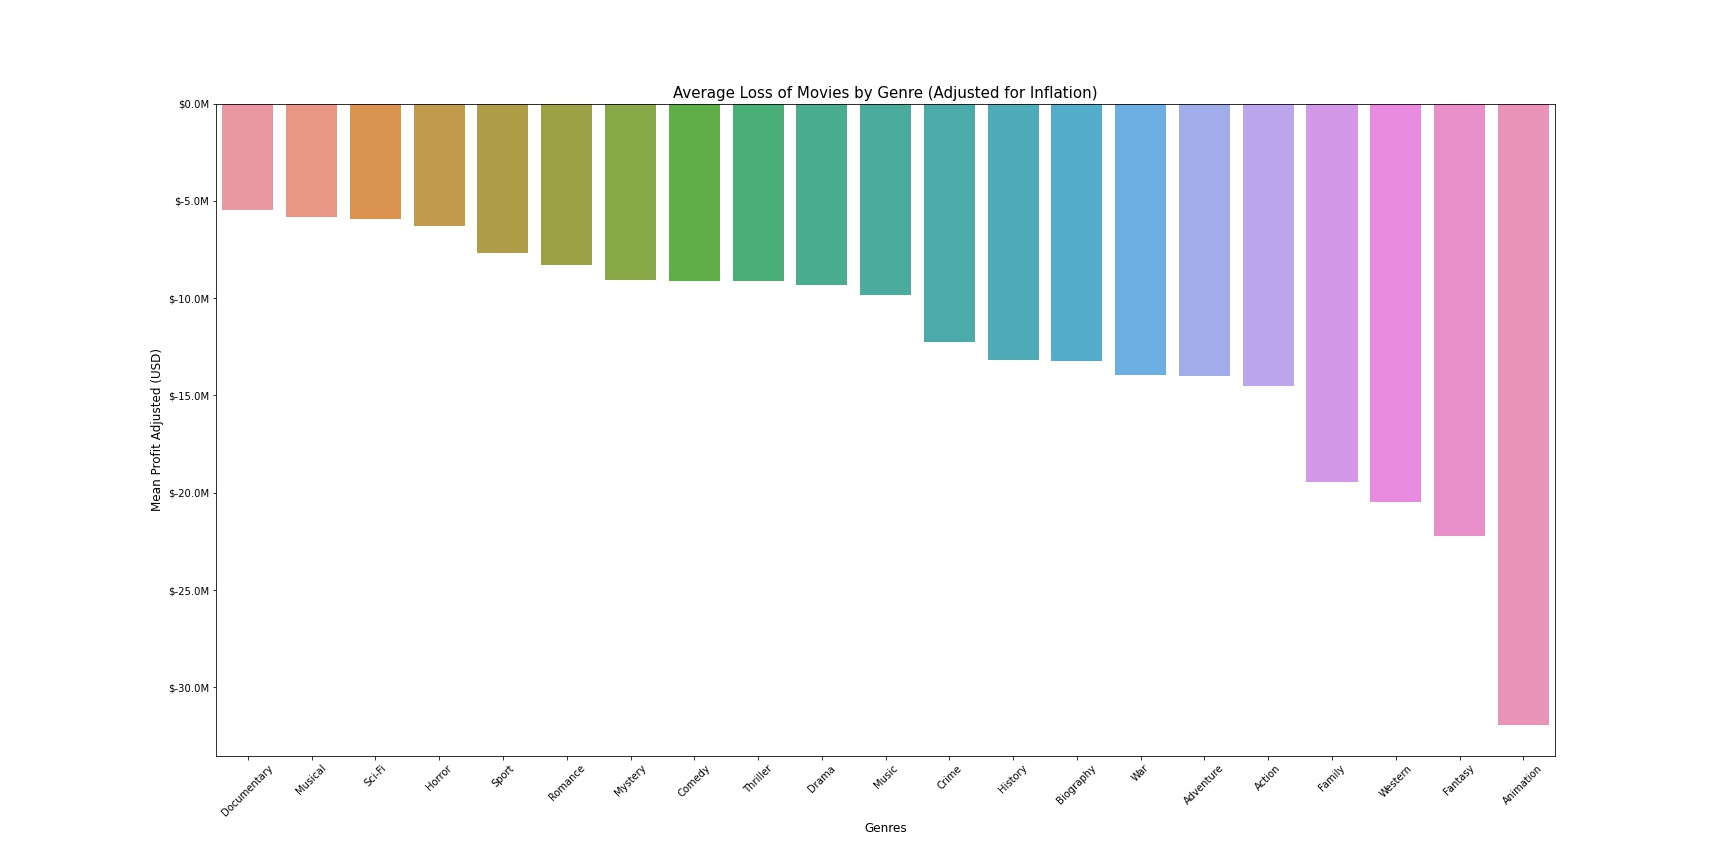 Average Loss of Movies by Genre (Adjusted for Inflation)
$0.0M
$-5.0M
$-10.0M
$-15.0M
$-20.0M
$-25.0M
$-30.0M
Mean Profit Adjusted (USD)
Documentary
Musical
Sci-Fi
Horror
Sport
Romance
Mystery
Comedy
Thriller
Drama
Music
Crime
History
Biography
War
Adventure
Action
Family
Western
Fantasy
Animation
Genres